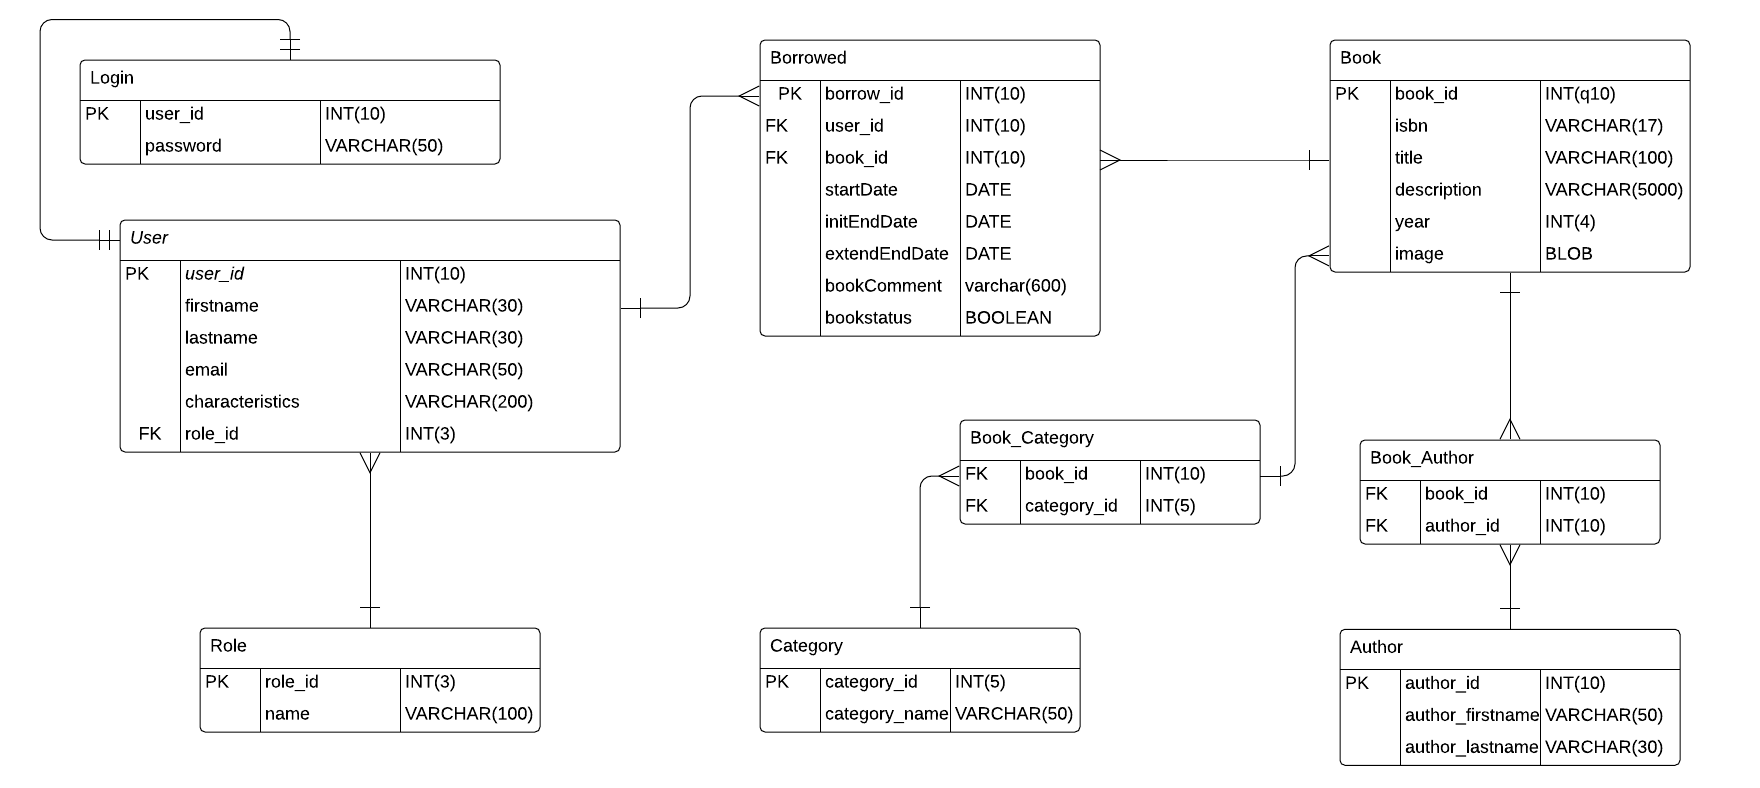 Login
PK user_id INT(10)
password VARCHAR(50)
User
PK user_id INT(10)
firstname VARCHAR(30)
lastname VARCHAR(30)
email VARCHAR(50)
characteristics VARCHAR(200)
FK role_id INT(3)
Role
PK role_id INT(3)
name VARCHAR(100)
Borrowed
PK borrow_id INT(10)
FK user_id INT(10)
FK book_id INT(10)
startDate DATE
initEndDate DATE
extendEndDate DATE
bookComment varchar(600)
bookstatus BOOLEAN
Book
PK book_id INT(q10)
isbn VARCHAR(17)
title VARCHAR(100)
description VARCHAR(5000)
year INT(4)
image BLOB
Book_Category
FK book_id INT(10)
FK category_id INT(5)
Category
PK category_id INT(5)
category_name VARCHAR(50)
Book_Author
FK book_id INT(10)
FK author_id INT(10)
Author
PK author_id INT(10)
author_firstname VARCHAR(50)
author_lastname VARCHAR(30)